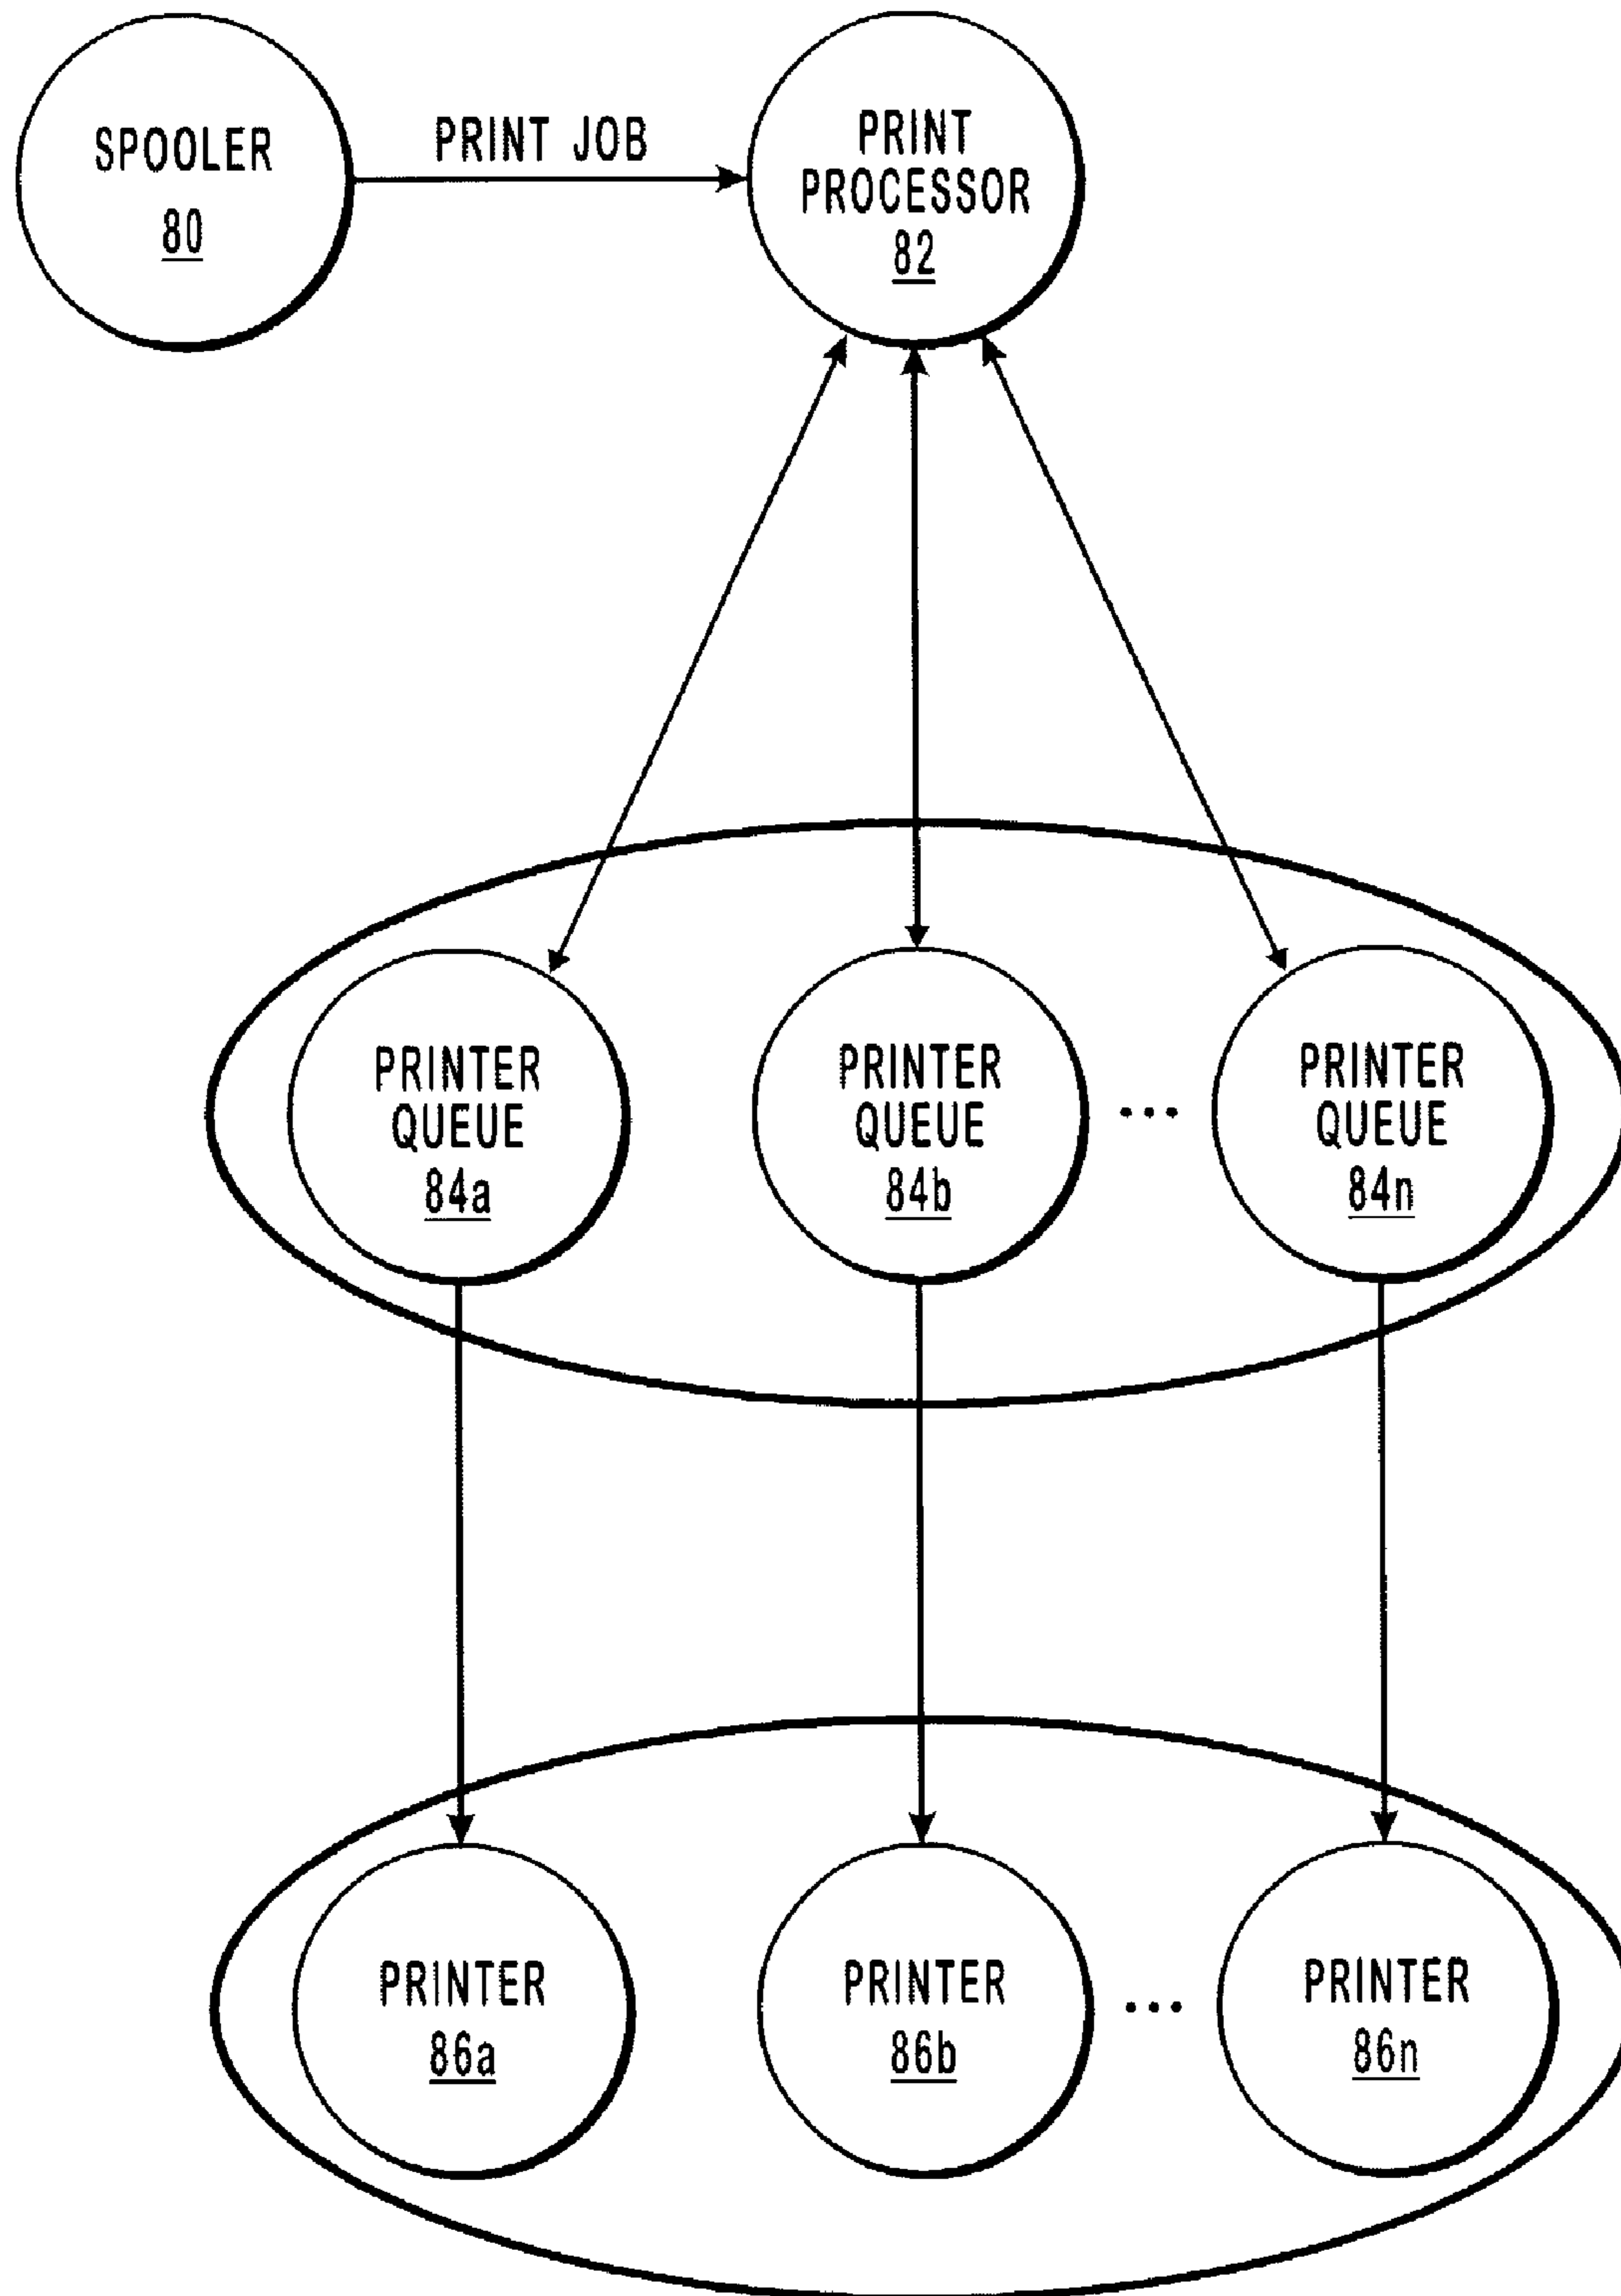 SPOOLER
80
PRINT JOB
PRINT
PROCESSOR
82
PRINTER
QUEUE
84a
PRINTER
QUEUE
84b
...
PRINTER
QUEUE
84n
PRINTER
86a
PRINTER
86b
...
PRINTER
86n